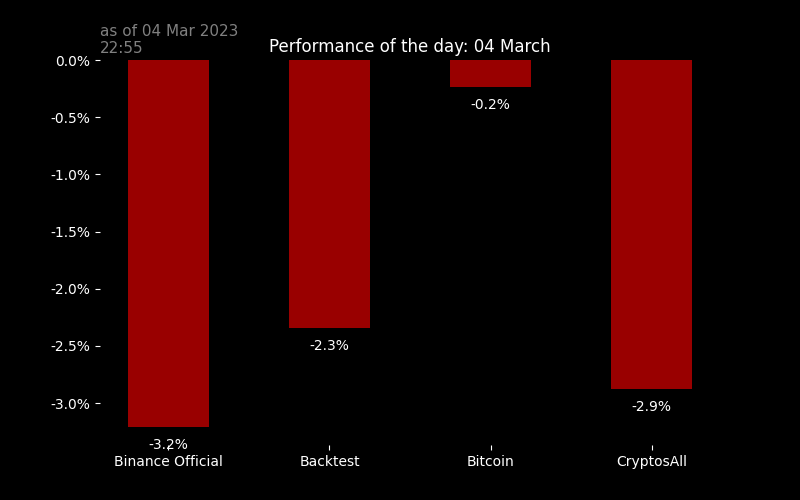 as of 04 Mar 2023
22:55
Performance of the day: 04 March
0.0%
-0.5%
-1.0%
-1.5%
-2.0%
-2.5%
-3.0%
-3.2%
-2.3%
-0.2%
-2.9%
Binance Official
Backtest
Bitcoin
CryptosAll